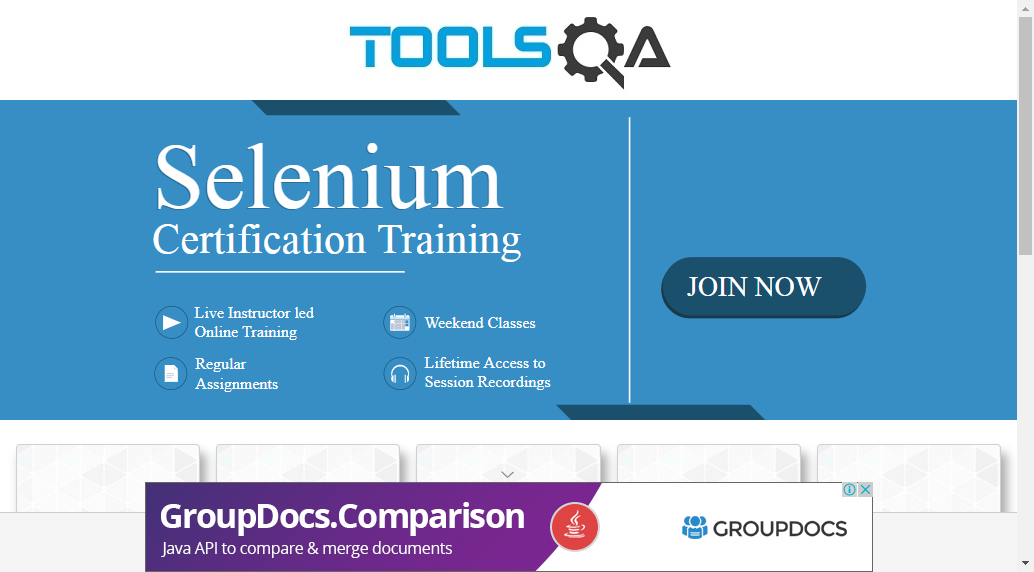 TOOLSQA
Selenium
Certification Training
JOIN NOW
Live Instructor led
Online Training
Weekend Classes
Regular
Assignments
Lifetime Access to
Session Recordings
GroupDocs.Comparison
Java API to compare & merge documents
GROUPDOCS